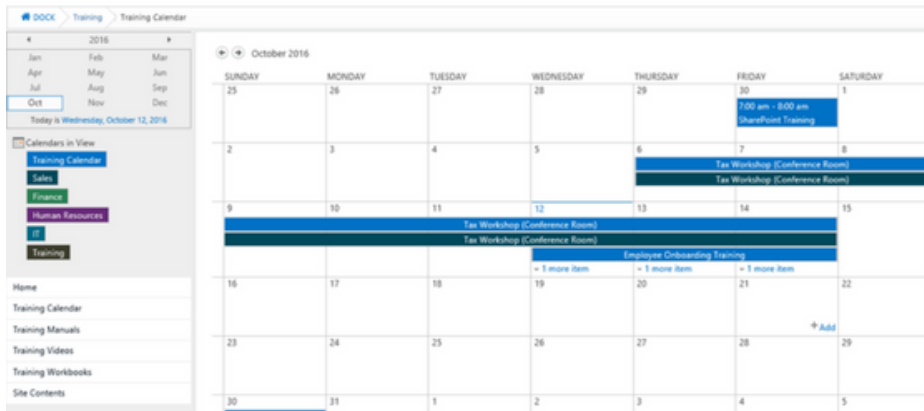 DOCK Training Training Calendar
2016
Jan Feb Mar
Apr May Jun
Jul Aug Sep
Oct Nov Dec
Today is Wednesday, October 12, 2016
Calendars in View
Training Calendar
Sales
Finance
Human Resources
IT
Training
Home
Training Calendar
Training Manuals
Training Videos
Training Workbooks
Site Contents
October 2016
SUNDAY MONDAY TUESDAY WEDNESDAY THURSDAY FRIDAY SATURDAY
25 26 27 28 29 30 1
7:00 am - 8:00 am
SharePoint Training
2 3 4 5 6 7 8
Tax Workshop (Conference Room)
Tax Workshop (Conference Room)
9 10 11 12 13 14 15
Tax Workshop (Conference Room)
Tax Workshop (Conference Room)
Employee Onboarding Training
1 more item 1 more item 1 more item
16 17 18 19 20 21 22
+ Add
23 24 25 26 27 28 29
30 31 1 2 3 4 5